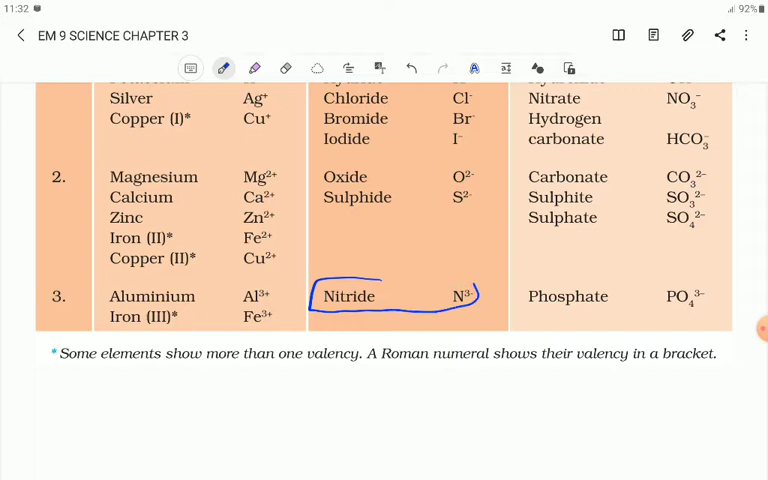 11:32
92%
EM 9 SCIENCE CHAPTER 3
Silver Ag⁺ Chloride Cl⁻ Nitrate NO₃⁻
Copper (I)* Cu⁺ Bromide Br⁻ Hydrogen
Iodide I⁻ carbonate HCO₃⁻
2. Magnesium Mg²⁺ Oxide O²⁻ Carbonate CO₃²⁻
Calcium Ca²⁺ Sulphide S²⁻ Sulphite SO₃²⁻
Zinc Zn²⁺ Sulphate SO₄²⁻
Iron (II)* Fe²⁺
Copper (II)* Cu²⁺
3. Aluminium Al³⁺ Nitride N³⁻ Phosphate PO₄³⁻
Iron (III)* Fe³⁺
* Some elements show more than one valency. A Roman numeral shows their valency in a bracket.